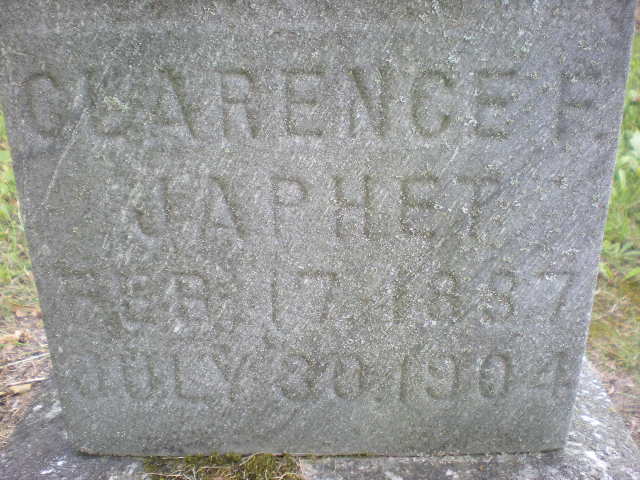 CLARENCE F.
JAPHET
FEB. 17, 1887
JULY 30, 1904